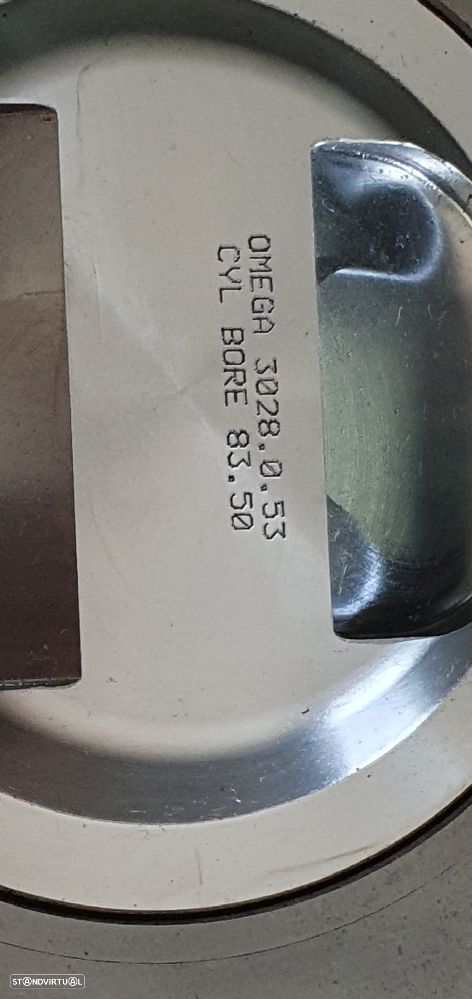 OMEGA 3028.0.53
CYL BORE 83.50
STANDVIRTUAL